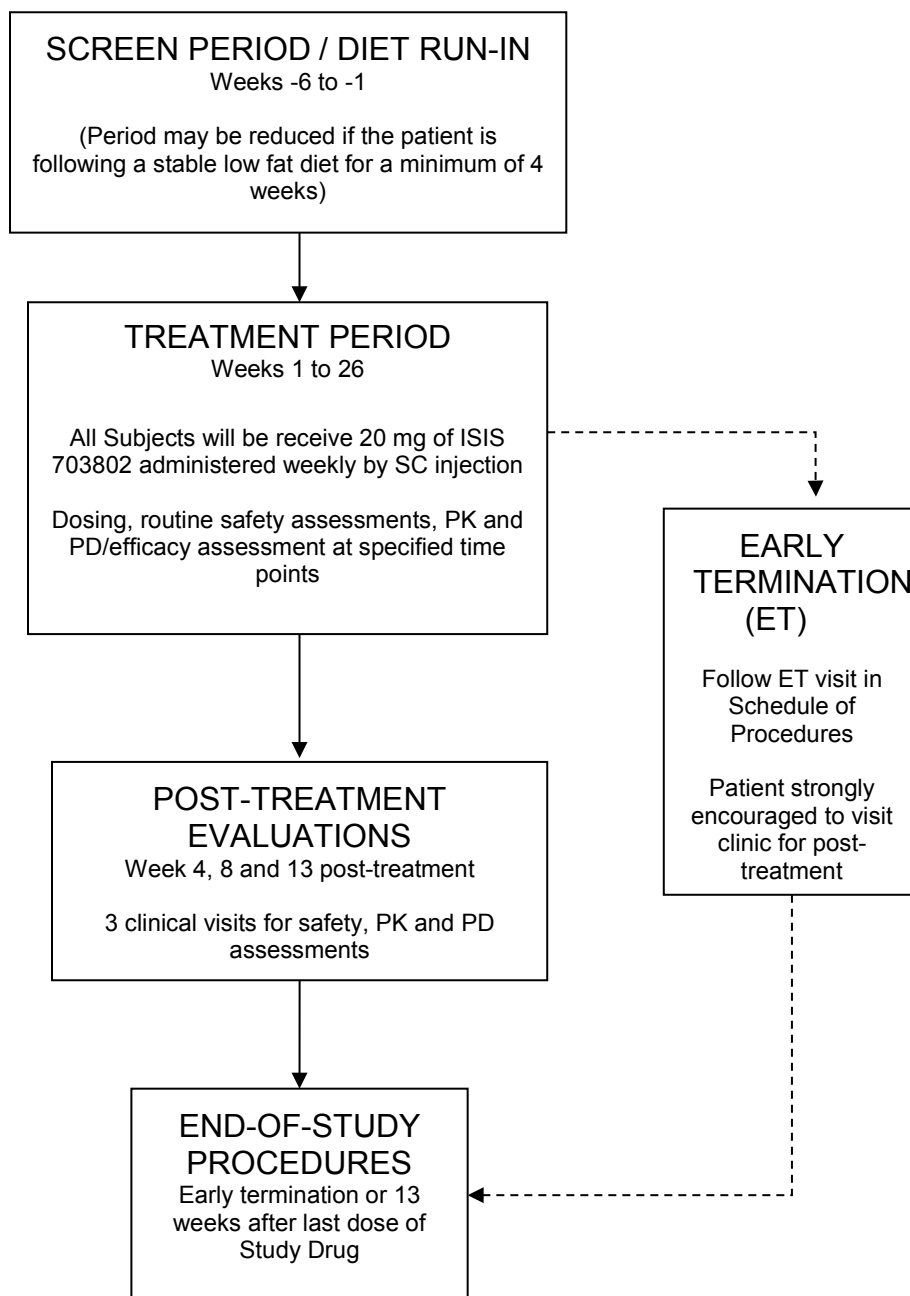 SCREEN PERIOD / DIET RUN-IN
Weeks -6 to -1
(Period may be reduced if the patient is
following a stable low fat diet for a minimum of 4
weeks)
TREATMENT PERIOD
Weeks 1 to 26
All Subjects will be receive 20 mg of ISIS
703802 administered weekly by SC injection
Dosing, routine safety assessments, PK and
PD/efficacy assessment at specified time
points
EARLY
TERMINATION
(ET)
Follow ET visit in
Schedule of
Procedures
Patient strongly
encouraged to visit
clinic for post-
treatment
POST-TREATMENT
EVALUATIONS
Week 4, 8 and 13 post-treatment
3 clinical visits for safety, PK and PD
assessments
END-OF-STUDY
PROCEDURES
Early termination or 13
weeks after last dose of
Study Drug